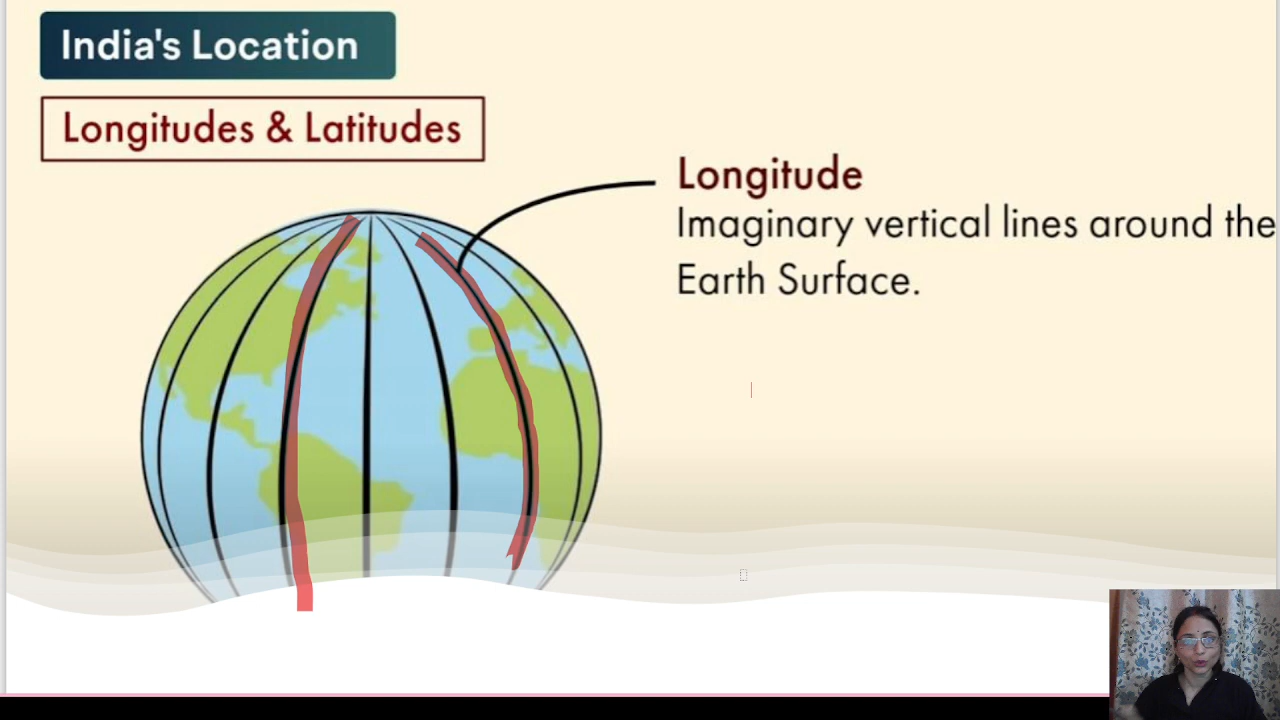 India's Location
Longitudes & Latitudes
Longitude
Imaginary vertical lines around the
Earth Surface.